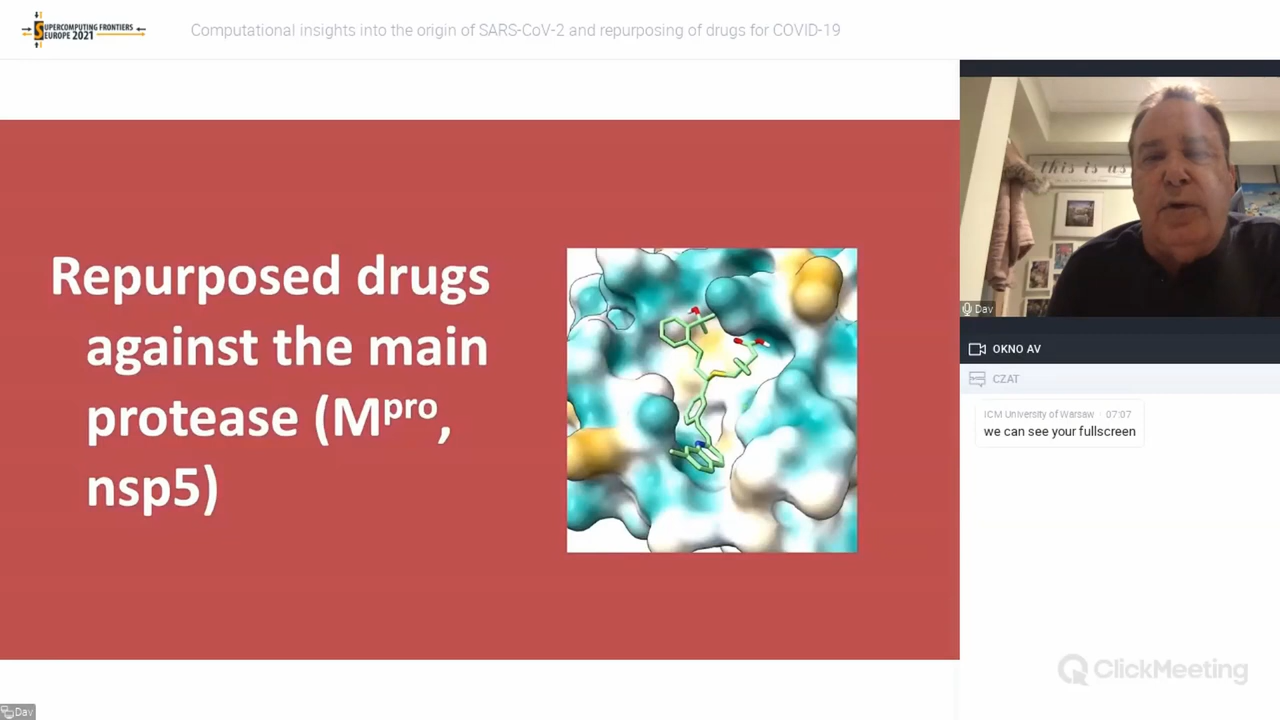 SUPERCOMPUTING FRONTIERS
EUROPE 2021
Computational insights into the origin of SARS-CoV-2 and repurposing of drugs for COVID-19
Repurposed drugs
against the main
protease (Mᵖʳᵒ,
nsp5)
this is
Dav
OKNO AV
CZAT
ICM University of Warsaw · 07:07
we can see your fullscreen
ClickMeeting
Dav